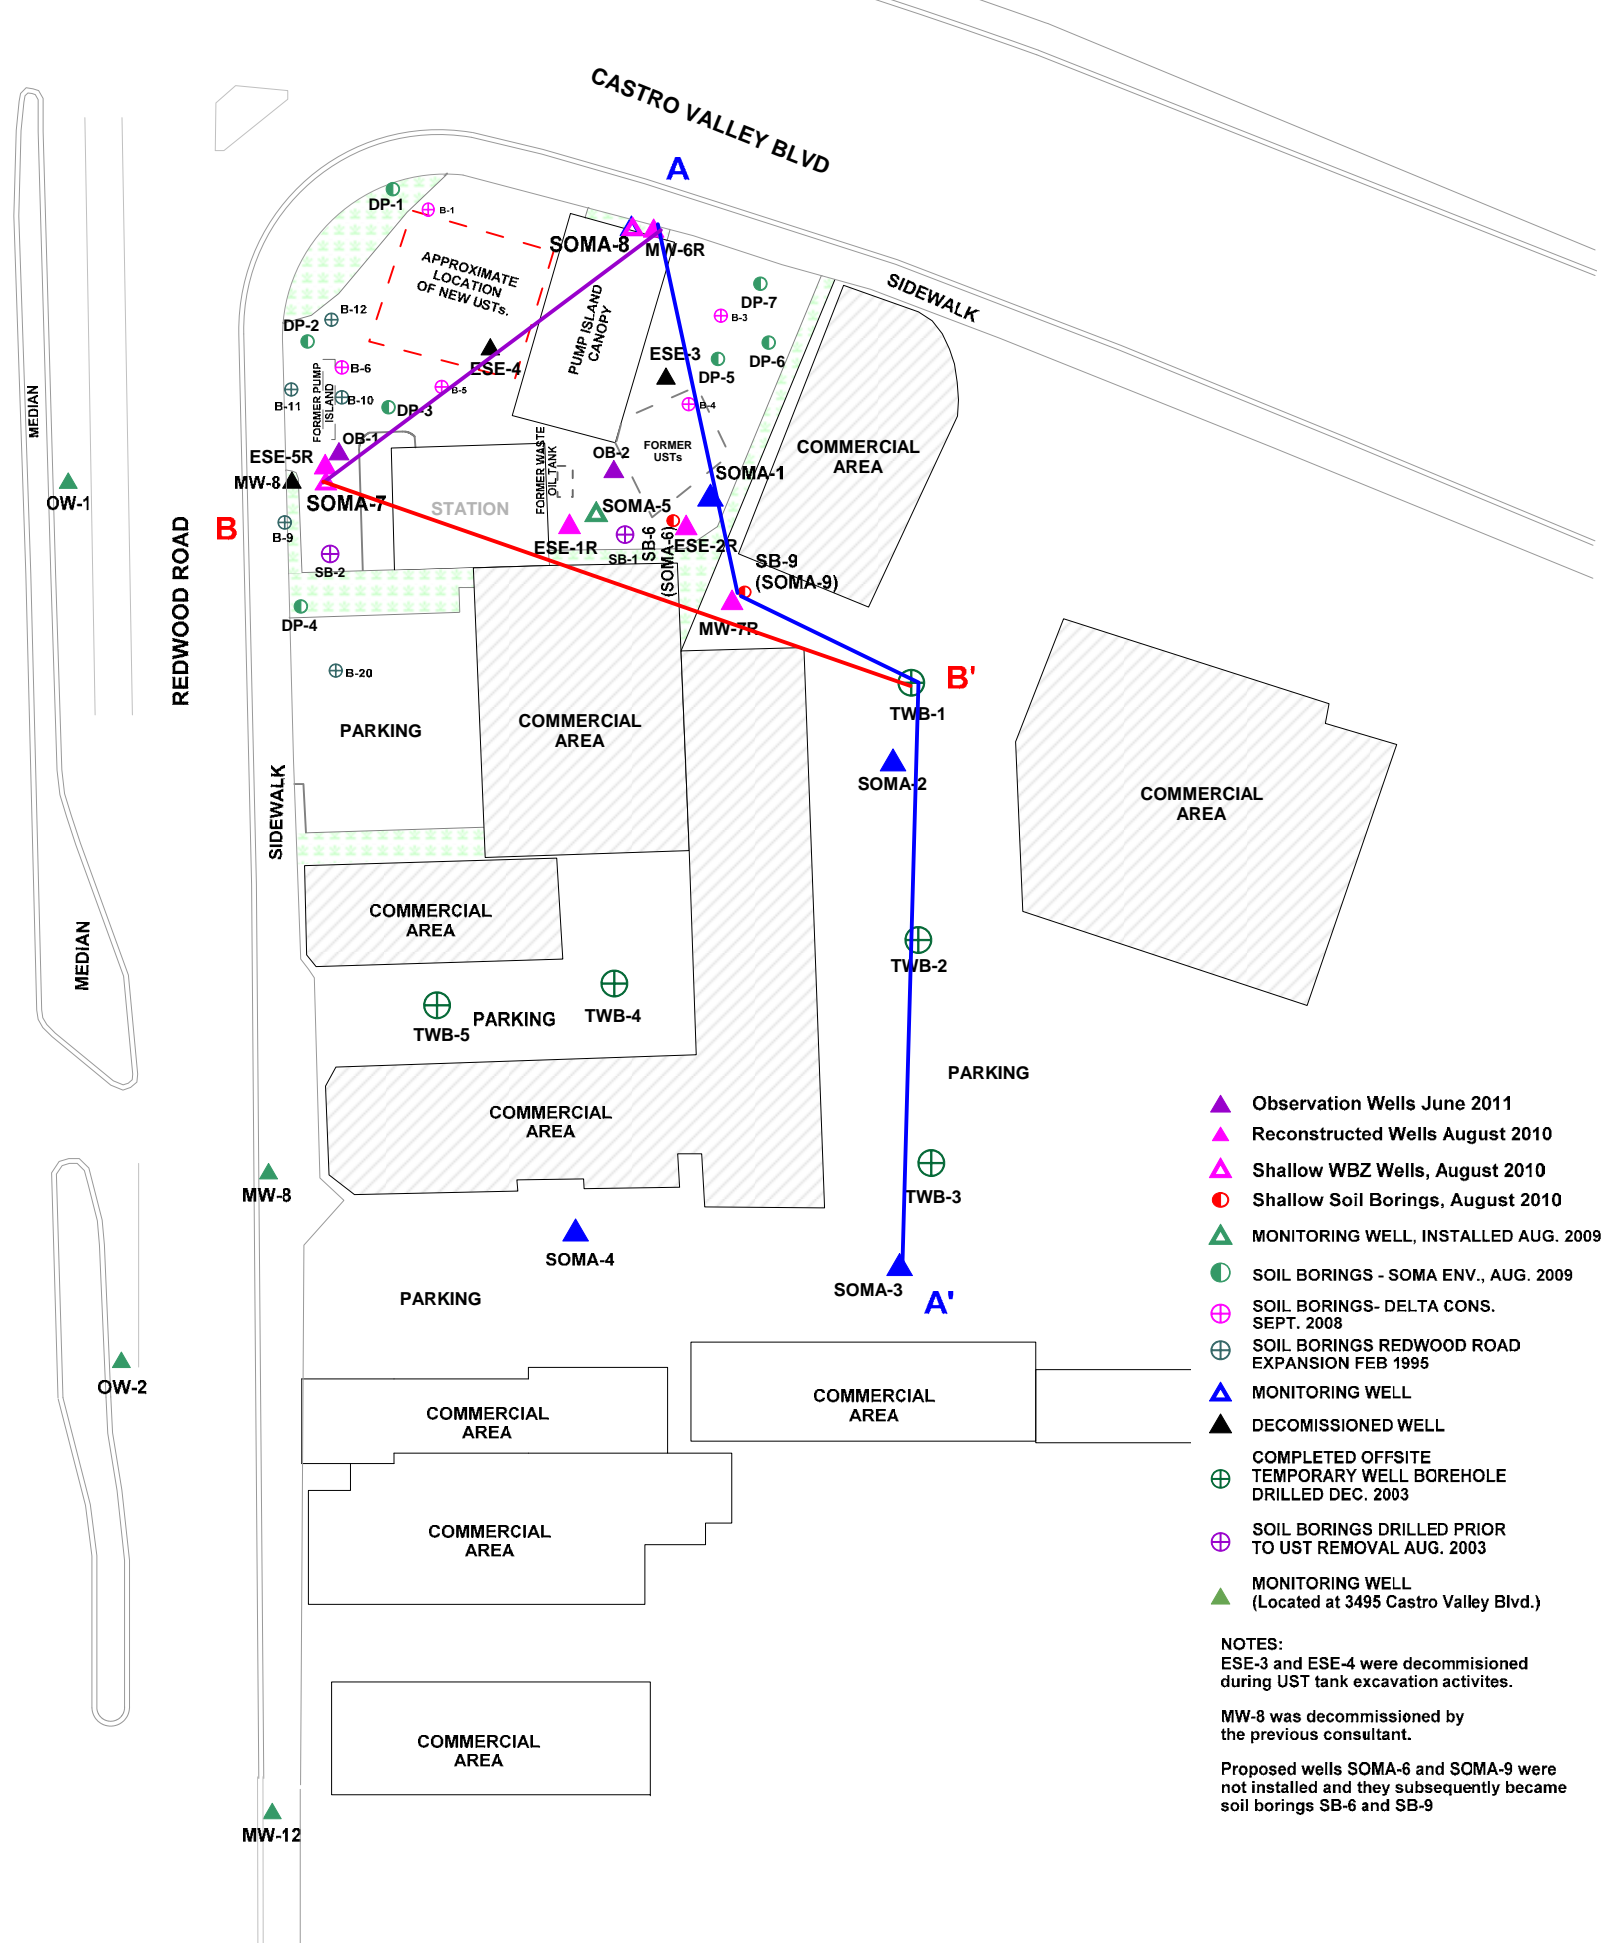 CASTRO VALLEY BLVD
A
DP-1
B-1
SOMA-8
MW-6R
APPROXIMATE
LOCATION
OF NEW USTs.
SIDEWALK
DP-7
B-3
B-12
DP-2
PUMP ISLAND
CANOPY
DP-6
ESE-3
DP-5
ESE-4
B-6
B-5
B-4
FORMER PUMP
ISLAND
B-11
B-10
DP-3
MEDIAN
OB-1
FORMER
USTs
COMMERCIAL
AREA
OB-2
ESE-5R
SOMA-1
MW-8
FORMER WASTE
OIL TANK
OW-1
SOMA-7
STATION
SOMA-5
B
B-9
ESE-1R
SB-6
(SOMA-6)
ESE-2R
SB-1
SB-2
SB-9
(SOMA-9)
REDWOOD ROAD
DP-4
MW-7R
B-20
B'
TWB-1
PARKING
COMMERCIAL
AREA
SOMA-2
COMMERCIAL
AREA
SIDEWALK
COMMERCIAL
AREA
MEDIAN
TWB-2
TWB-4
PARKING
TWB-5
PARKING
COMMERCIAL
AREA
MW-8
TWB-3
SOMA-4
SOMA-3
A'
PARKING
OW-2
COMMERCIAL
AREA
COMMERCIAL
AREA
COMMERCIAL
AREA
COMMERCIAL
AREA
MW-12
Observation Wells June 2011
Reconstructed Wells August 2010
Shallow WBZ Wells, August 2010
Shallow Soil Borings, August 2010
MONITORING WELL, INSTALLED AUG. 2009
SOIL BORINGS - SOMA ENV., AUG. 2009
SOIL BORINGS- DELTA CONS.
SEPT. 2008
SOIL BORINGS REDWOOD ROAD
EXPANSION FEB 1995
MONITORING WELL
DECOMISSIONED WELL
COMPLETED OFFSITE
TEMPORARY WELL BOREHOLE
DRILLED DEC. 2003
SOIL BORINGS DRILLED PRIOR
TO UST REMOVAL AUG. 2003
MONITORING WELL
(Located at 3495 Castro Valley Blvd.)
NOTES:
ESE-3 and ESE-4 were decommisioned
during UST tank excavation activites.
MW-8 was decommissioned by
the previous consultant.
Proposed wells SOMA-6 and SOMA-9 were
not installed and they subsequently became
soil borings SB-6 and SB-9